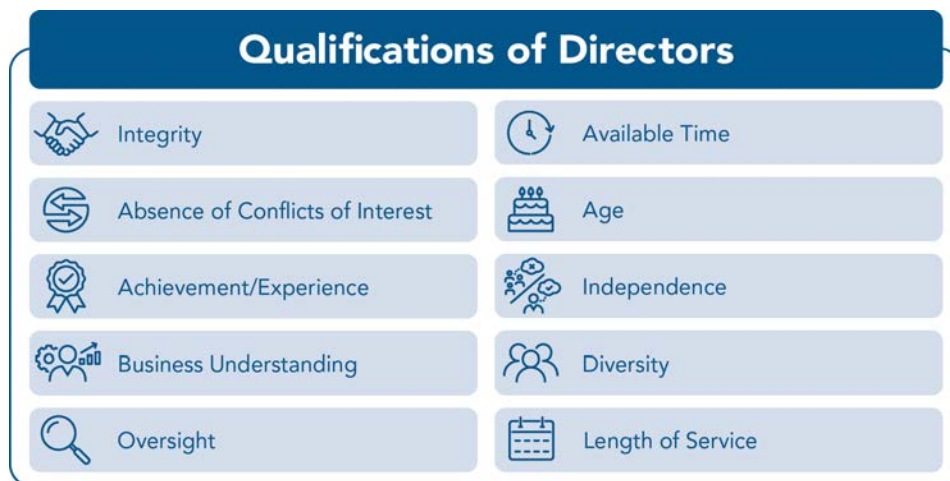 Qualifications of Directors
Integrity
Available Time
Absence of Conflicts of Interest
Age
Achievement/Experience
Independence
Business Understanding
Diversity
Oversight
Length of Service